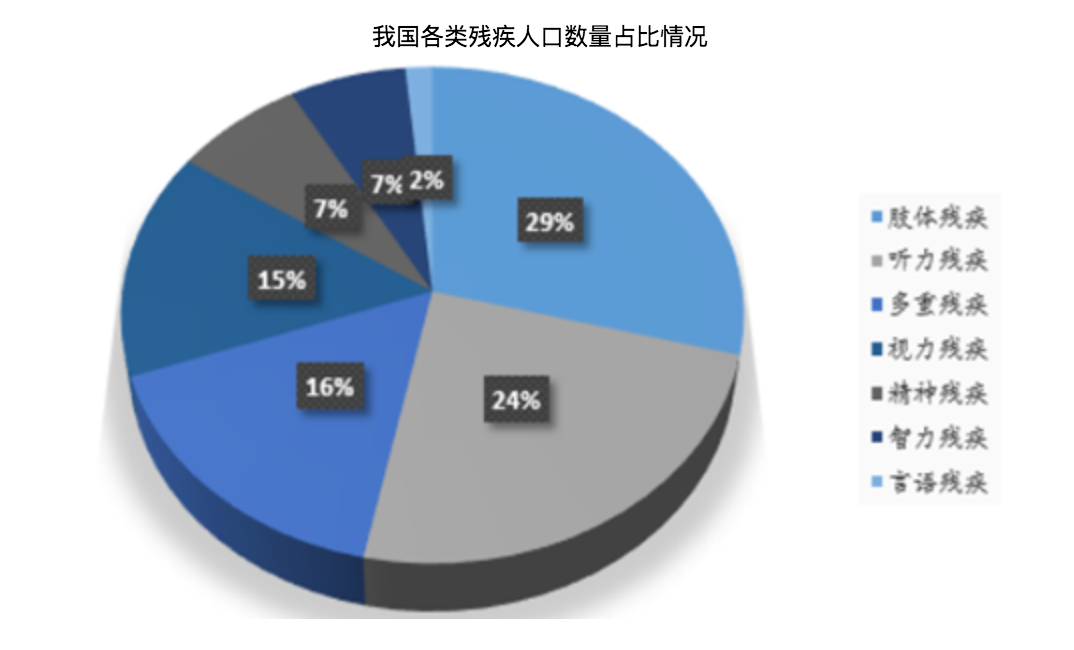 我国各类残疾人口数量占比情况
7% 2%
29%
7%
15%
16%
24%
肢体残疾
听力残疾
多重残疾
视力残疾
精神残疾
智力残疾
言语残疾